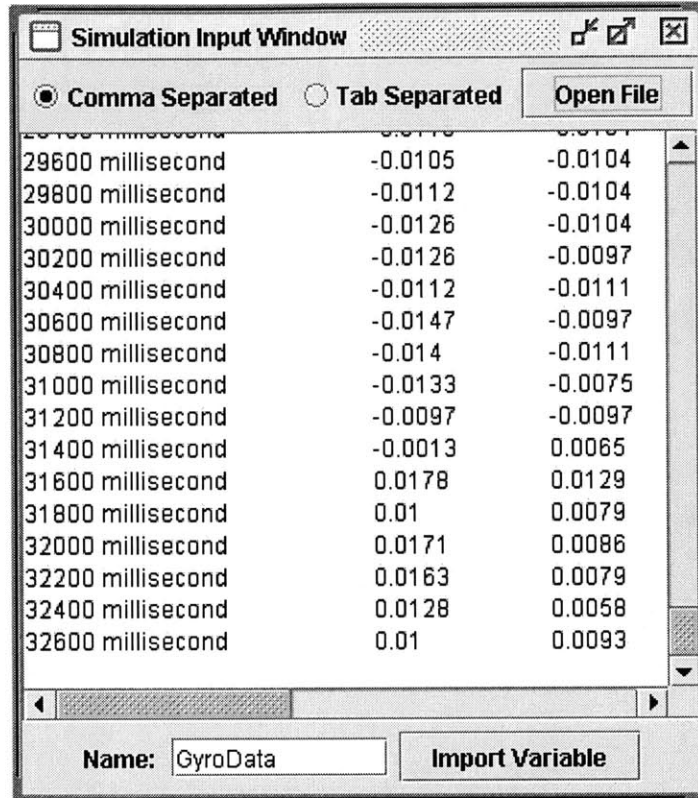 Simulation Input Window
Comma Separated Tab Separated Open File
29600 millisecond -0.0105 -0.0104
29800 millisecond -0.0112 -0.0104
30000 millisecond -0.0126 -0.0104
30200 millisecond -0.0126 -0.0097
30400 millisecond -0.0112 -0.0111
30600 millisecond -0.0147 -0.0097
30800 millisecond -0.014 -0.0111
31000 millisecond -0.0133 -0.0075
31200 millisecond -0.0097 -0.0097
31400 millisecond -0.0013 0.0065
31600 millisecond 0.0178 0.0129
31800 millisecond 0.01 0.0079
32000 millisecond 0.0171 0.0086
32200 millisecond 0.0163 0.0079
32400 millisecond 0.0128 0.0058
32600 millisecond 0.01 0.0093
Name: GyroData Import Variable